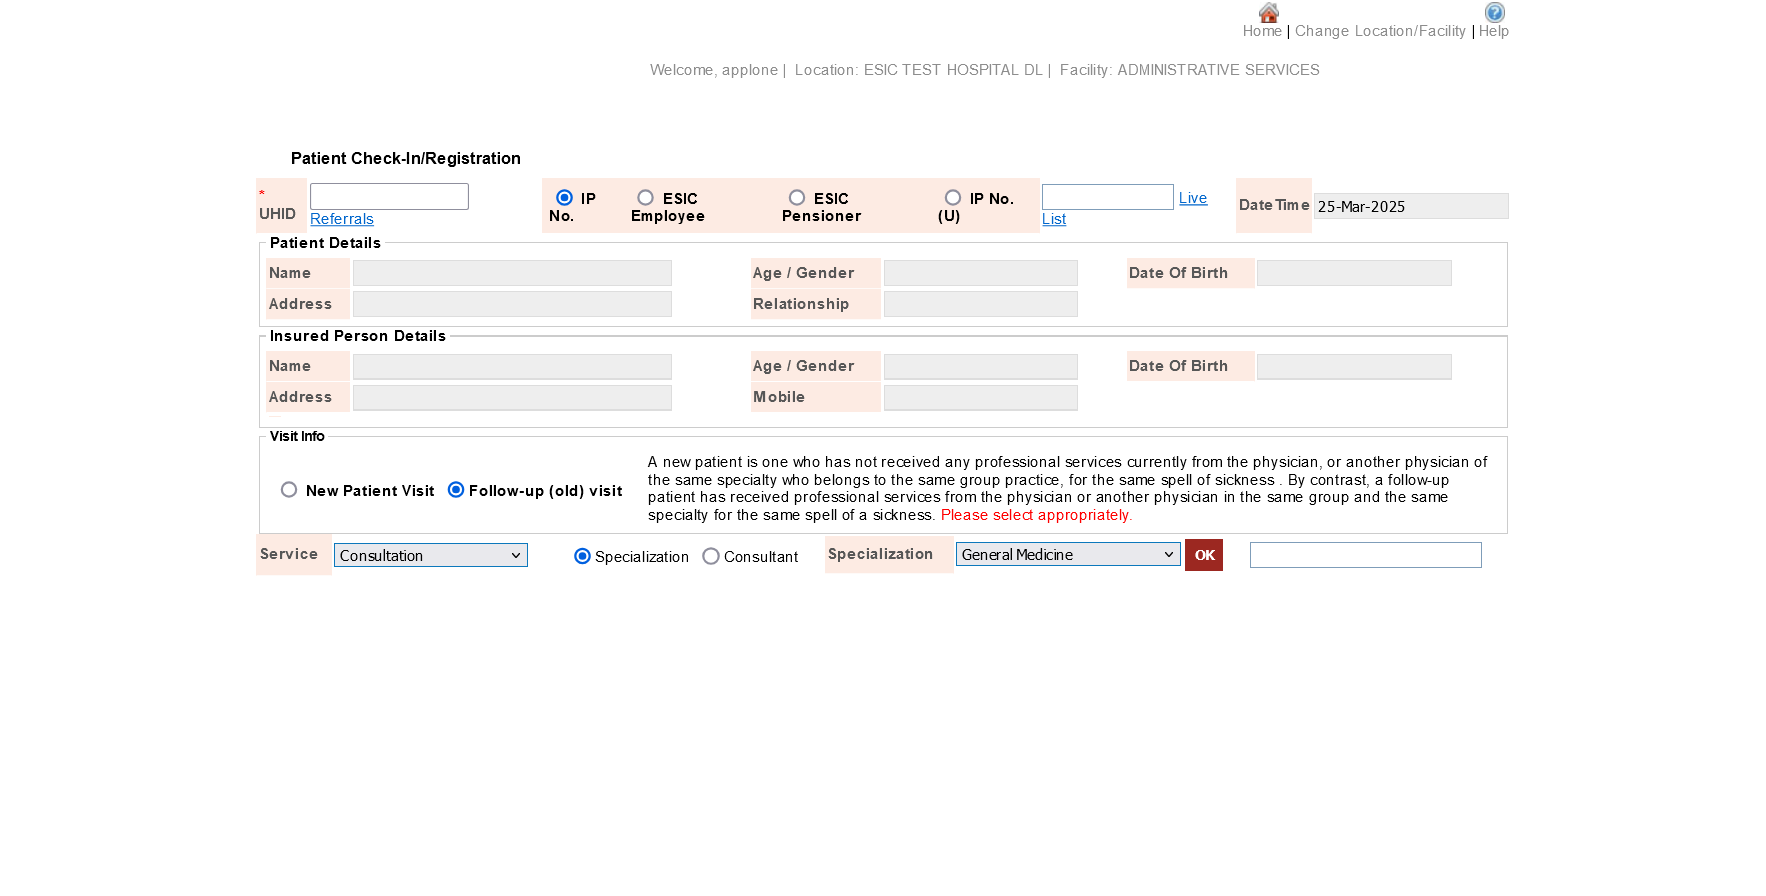 Home | Change Location/Facility | Help
Welcome, applone | Location: ESIC TEST HOSPITAL DL | Facility: ADMINISTRATIVE SERVICES
Patient Check-In/Registration
* UHID
Referrals
IP No.
ESIC Employee
ESIC Pensioner
IP No. (U)
Live List
DateTime 25-Mar-2025
Patient Details
Name Age / Gender Date Of Birth
Address Relationship
Insured Person Details
Name Age / Gender Date Of Birth
Address Mobile
Visit Info
New Patient Visit Follow-up (old) visit
A new patient is one who has not received any professional services currently from the physician, or another physician of
the same specialty who belongs to the same group practice, for the same spell of sickness . By contrast, a follow-up
patient has received professional services from the physician or another physician in the same group and the same
specialty for the same spell of a sickness. Please select appropriately.
Service Consultation Specialization Consultant Specialization General Medicine OK